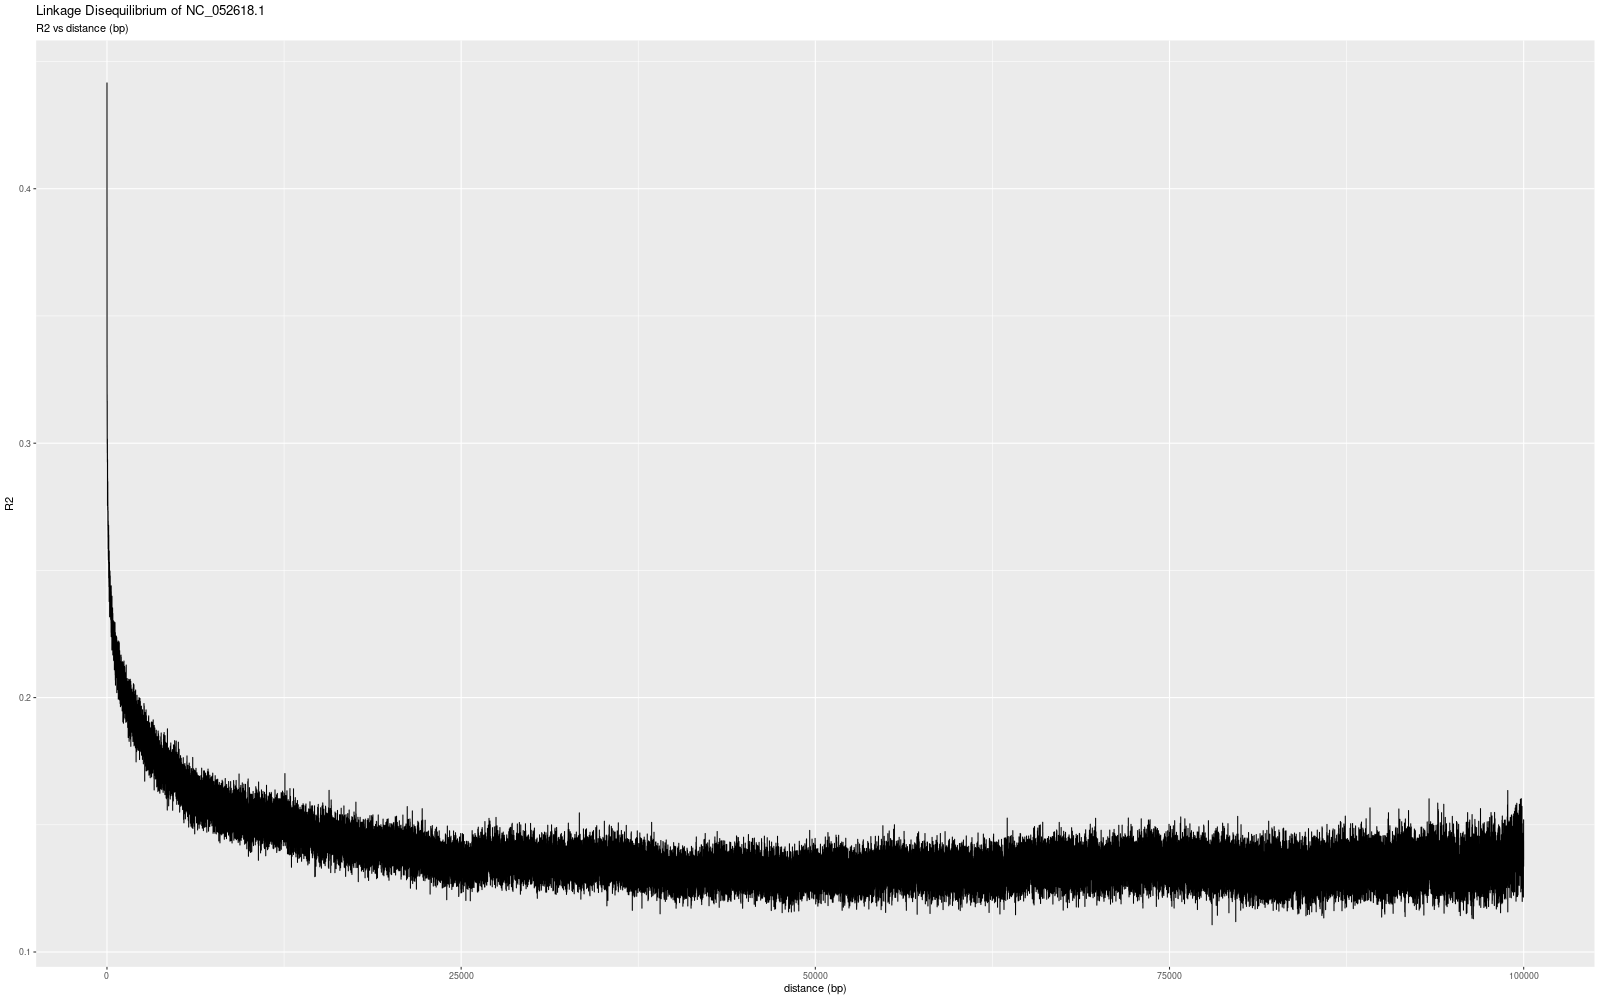 Linkage Disequilibrium of NC_052618.1
R2 vs distance (bp)
0.4
0.3
R2
0.2
0.1
0 25000 50000 75000 100000
distance (bp)